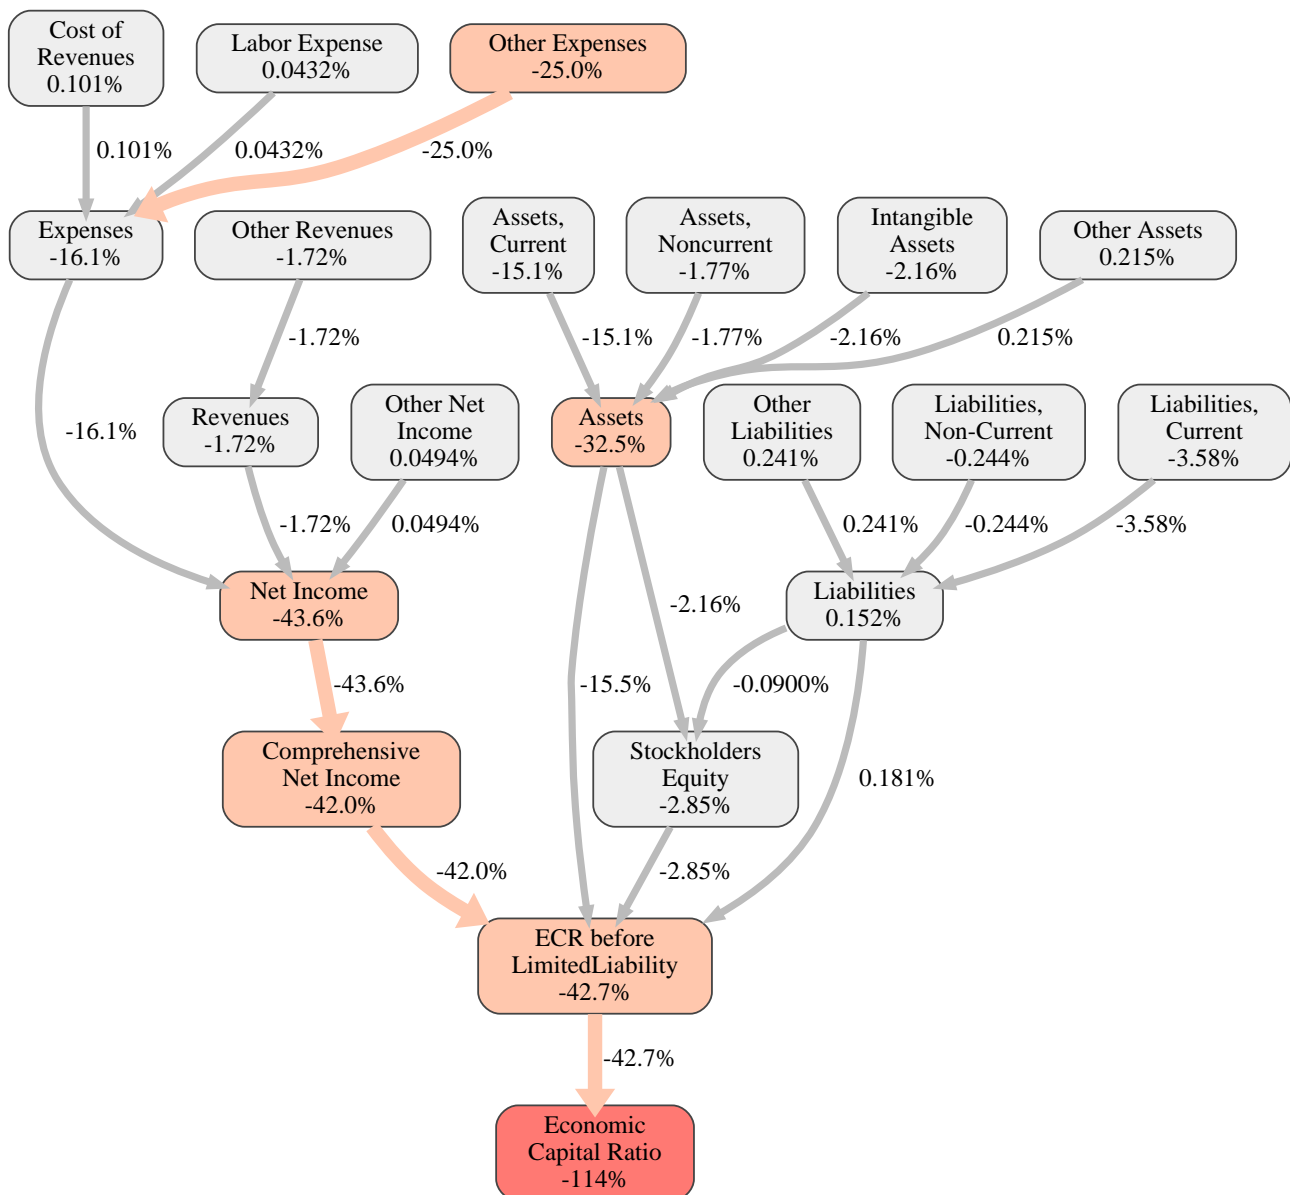 Cost of
Revenues
0.101%
Labor Expense
0.0432%
Other Expenses
-25.0%
0.101%
0.0432%
-25.0%
Expenses
-16.1%
Other Revenues
-1.72%
Assets,
Current
-15.1%
Assets,
Noncurrent
-1.77%
Intangible
Assets
-2.16%
Other Assets
0.215%
-1.72%
-15.1%
-1.77%
-2.16%
0.215%
-16.1%
Revenues
-1.72%
Other Net
Income
0.0494%
Assets
-32.5%
Other
Liabilities
0.241%
Liabilities,
Non-Current
-0.244%
Liabilities,
Current
-3.58%
-1.72%
0.0494%
0.241%
-0.244%
-3.58%
Net Income
-43.6%
-2.16%
Liabilities
0.152%
-43.6%
-15.5%
-0.0900%
Comprehensive
Net Income
-42.0%
Stockholders
Equity
-2.85%
0.181%
-42.0%
-2.85%
ECR before
LimitedLiability
-42.7%
-42.7%
Economic
Capital Ratio
-114%